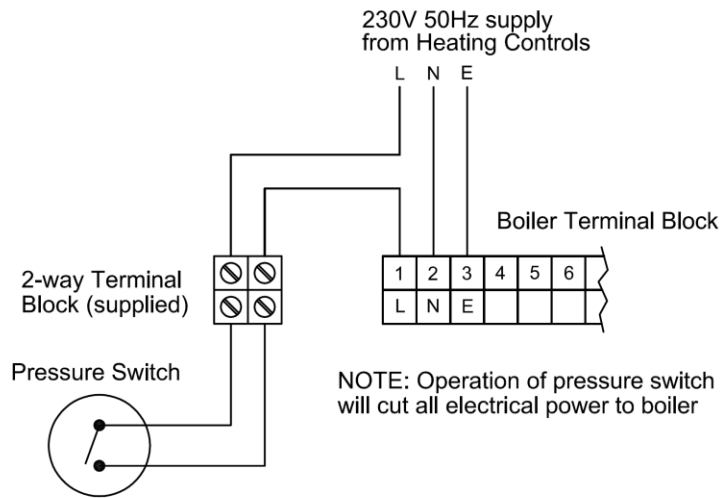 230V 50Hz supply
from Heating Controls
L N E
Boiler Terminal Block
1 2 3 4 5 6
L N E
2-way Terminal
Block (supplied)
Pressure Switch
NOTE: Operation of pressure switch
will cut all electrical power to boiler